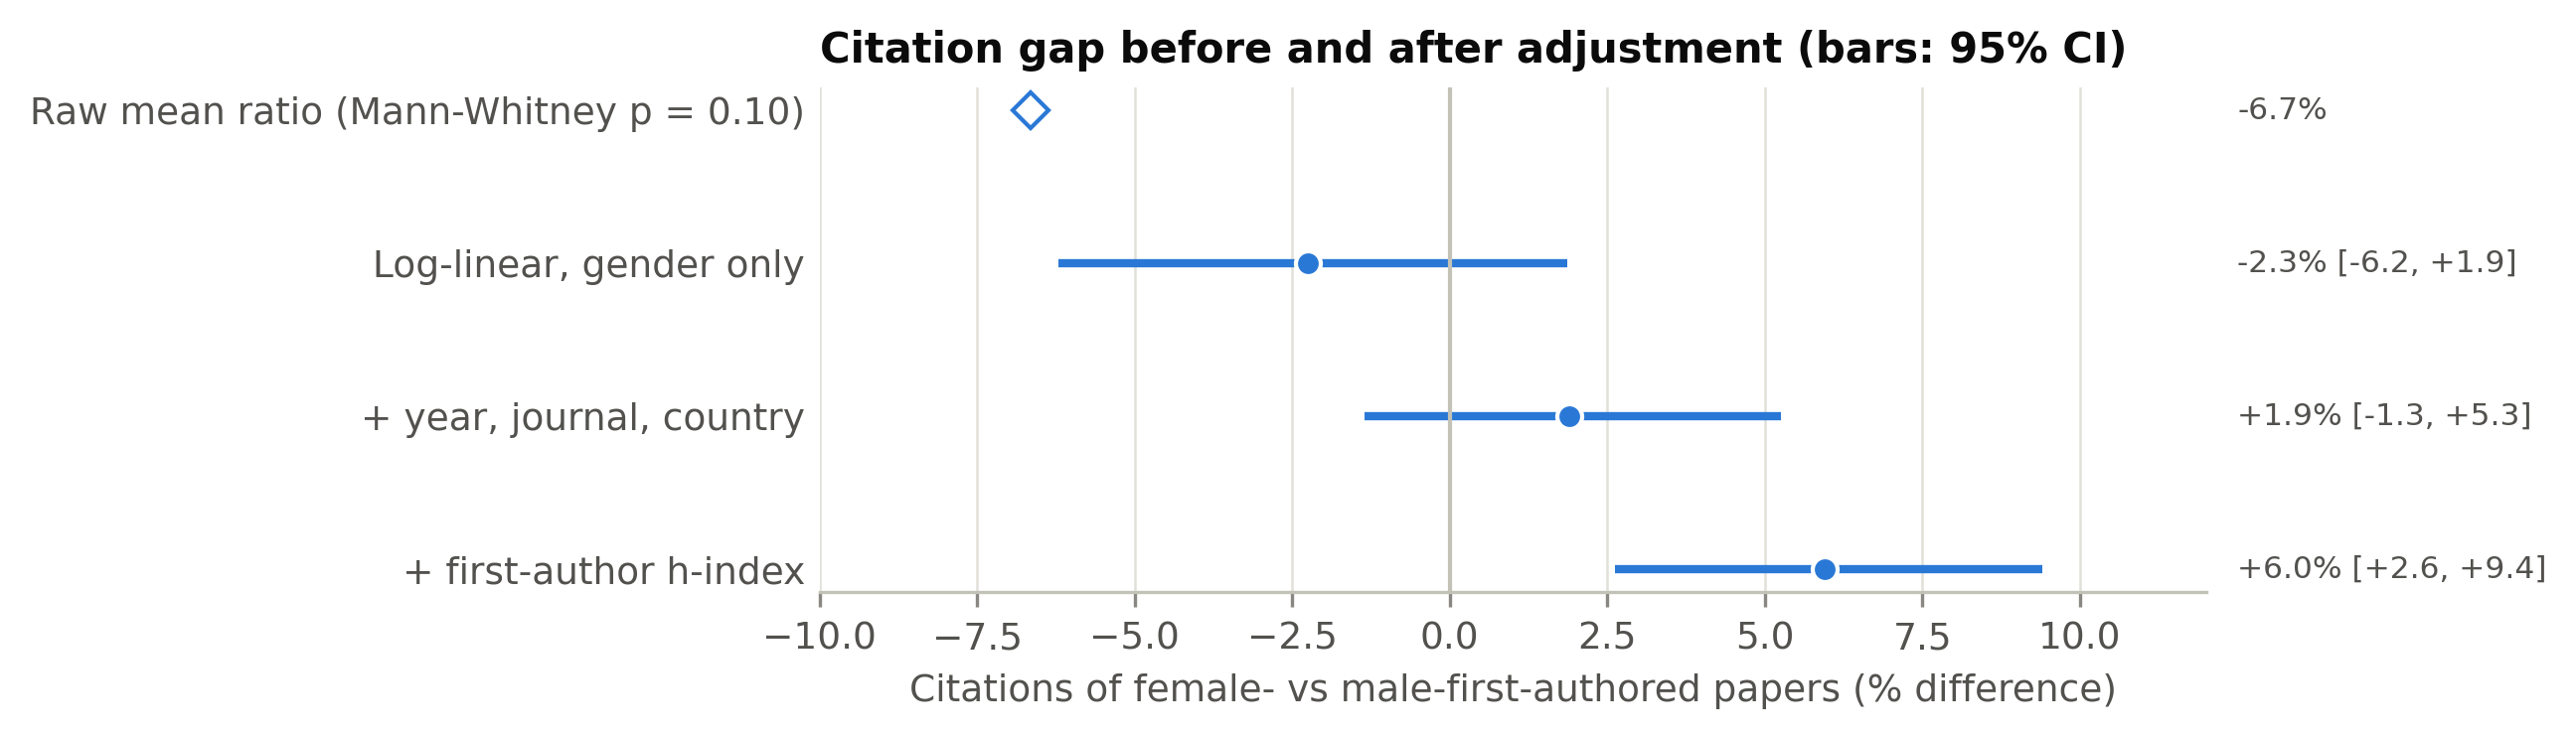 Citation gap before and after adjustment (bars: 95% CI)
Raw mean ratio (Mann-Whitney p = 0.10)
-6.7%
Log-linear, gender only
-2.3% [-6.2, +1.9]
+ year, journal, country
+1.9% [-1.3, +5.3]
+ first-author h-index
+6.0% [+2.6, +9.4]
−10.0 −7.5 −5.0 −2.5 0.0 2.5 5.0 7.5 10.0
Citations of female- vs male-first-authored papers (% difference)